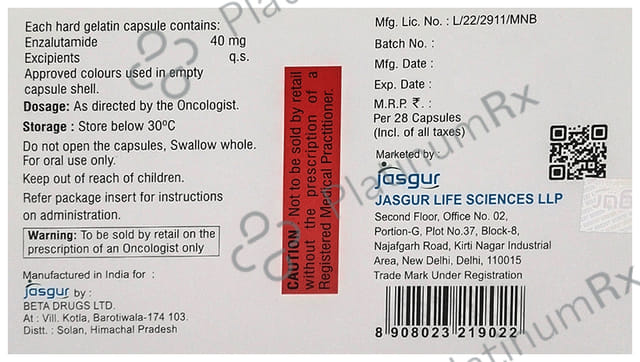 Each hard gelatin capsule contains:
Enzalutamide 40 mg
Excipients q.s.
Approved colours used in empty
capsule shell.
Dosage: As directed by the Oncologist.
Storage : Store below 30ºC
Do not open the capsules, Swallow whole.
For oral use only.
Keep out of reach of children.
Refer package insert for instructions
on administration.
Warning: To be sold by retail on the
prescription of an Oncologist only
Manufactured in India for :
Jasgur by :
BETA DRUGS LTD.
At : Vill. Kotla, Barotiwala-174 103.
Distt. : Solan, Himachal Pradesh
CAUTION: Not to be sold by retail
without the prescription of a
Registered Medical Practitioner.
Mfg. Lic. No. : L/22/2911/MNB
Batch No. :
Mfg. Date :
Exp. Date :
M.R.P. ₹. :
Per 28 Capsules
(Incl. of all taxes)
Marketed by :
Jasgur
JASGUR LIFE SCIENCES LLP
Second Floor, Office No. 02,
Portion-G, Plot No.37, Block-8,
Najafgarh Road, Kirti Nagar Industrial
Area, New Delhi, Delhi, 110015
Trade Mark Under Registration
8 908023 219022
PlatinumRx
PlatinumRx
PlatinumRx